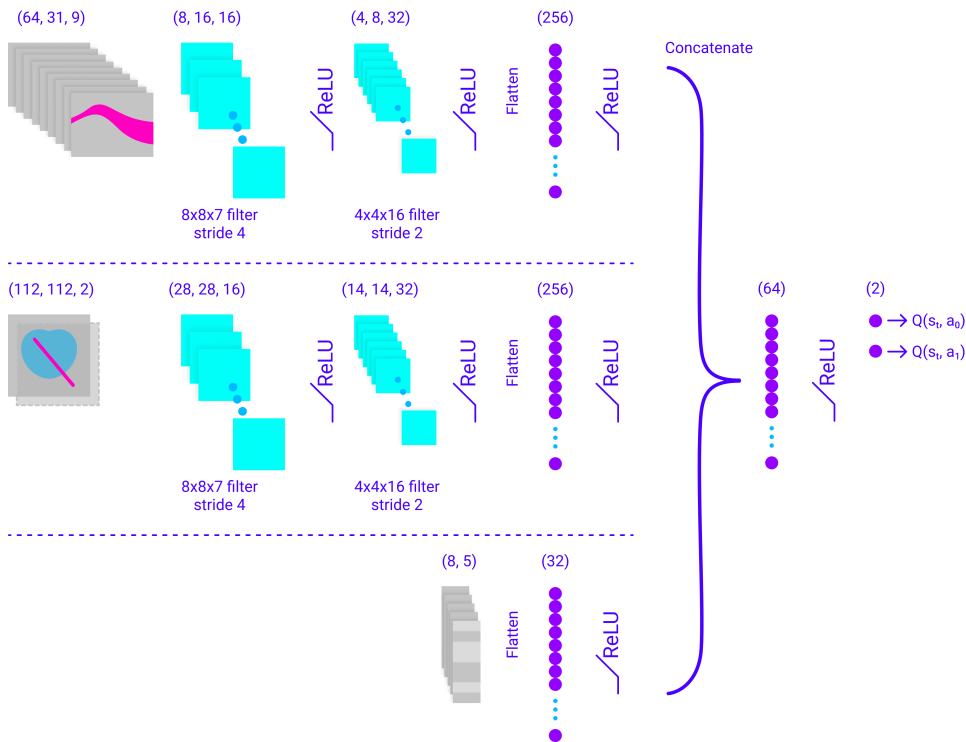 (64, 31, 9)
(8, 16, 16)
(4, 8, 32)
(256)
Concatenate
ReLU
ReLU
Flatten
ReLU
8x8x7 filter
stride 4
4x4x16 filter
stride 2
(112, 112, 2)
(28, 28, 16)
(14, 14, 32)
(256)
(64)
(2)
ReLU
ReLU
Flatten
ReLU
ReLU
Q(sₜ, a₀)
Q(sₜ, a₁)
8x8x7 filter
stride 4
4x4x16 filter
stride 2
(8, 5)
(32)
Flatten
ReLU